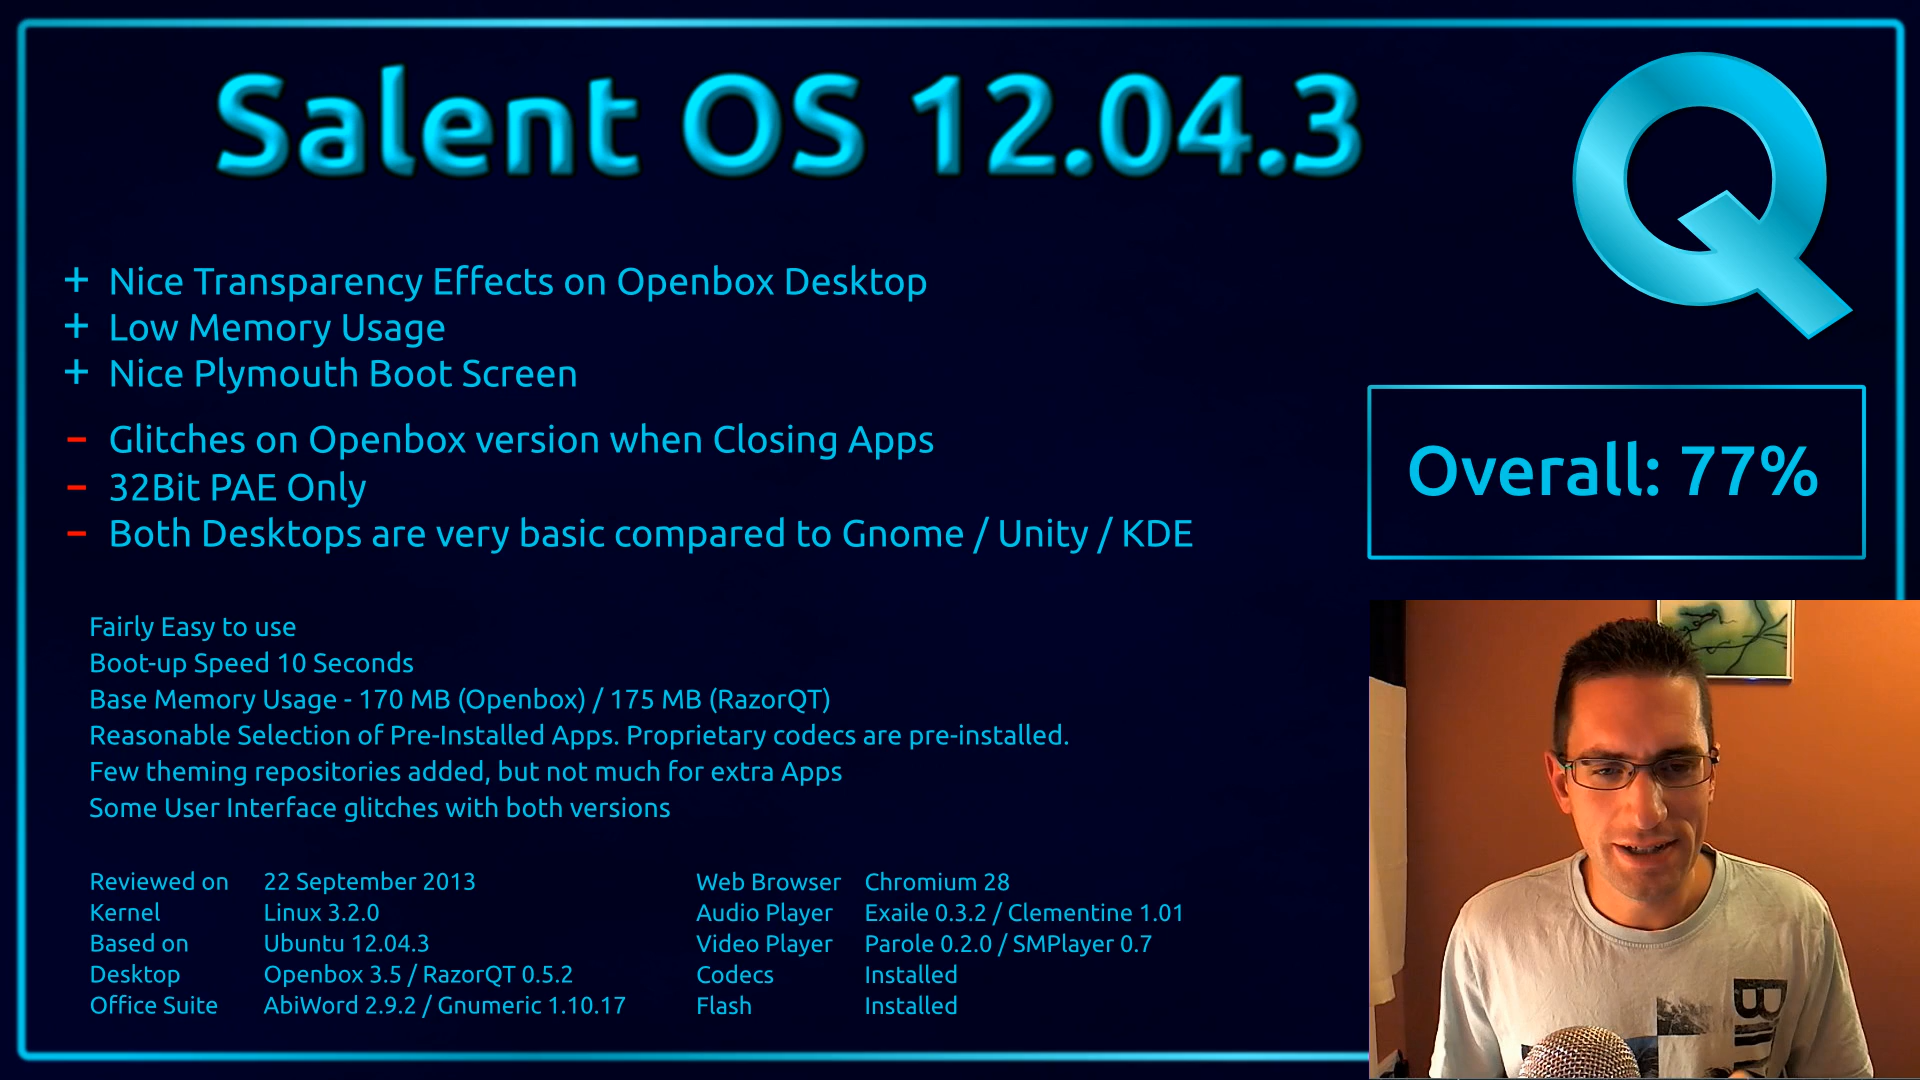 Salent OS 12.04.3
Q
+ Nice Transparency Effects on Openbox Desktop
+ Low Memory Usage
+ Nice Plymouth Boot Screen
- Glitches on Openbox version when Closing Apps
- 32Bit PAE Only
- Both Desktops are very basic compared to Gnome / Unity / KDE
Overall: 77%
Fairly Easy to use
Boot-up Speed 10 Seconds
Base Memory Usage - 170 MB (Openbox) / 175 MB (RazorQT)
Reasonable Selection of Pre-Installed Apps. Proprietary codecs are pre-installed.
Few theming repositories added, but not much for extra Apps
Some User Interface glitches with both versions
Reviewed on 22 September 2013
Kernel Linux 3.2.0
Based on Ubuntu 12.04.3
Desktop Openbox 3.5 / RazorQT 0.5.2
Office Suite AbiWord 2.9.2 / Gnumeric 1.10.17
Web Browser Chromium 28
Audio Player Exaile 0.3.2 / Clementine 1.01
Video Player Parole 0.2.0 / SMPlayer 0.7
Codecs Installed
Flash Installed